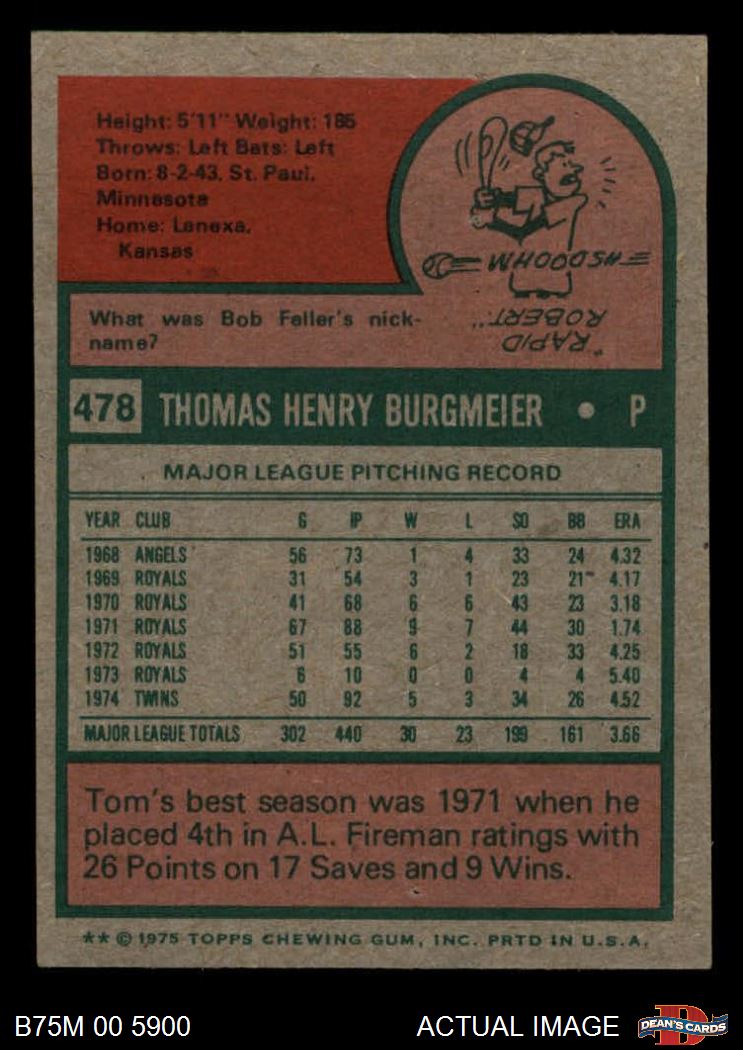 Height: 5'11" Weight: 185
Throws: Left Bats: Left
Born: 8-2-43, St. Paul,
Minnesota
Home: Lenexa,
Kansas
WHOOOSH
"RAPID
ROBERT".
What was Bob Feller's nick-
name?
478 THOMAS HENRY BURGMEIER • P
MAJOR LEAGUE PITCHING RECORD
YEAR CLUB G IP W L SO BB ERA
1968 ANGELS 56 73 1 4 33 24 4.32
1969 ROYALS 31 54 3 1 23 21 4.17
1970 ROYALS 41 68 6 6 43 23 3.18
1971 ROYALS 67 88 9 7 44 30 1.74
1972 ROYALS 51 55 6 2 18 33 4.25
1973 ROYALS 6 10 0 0 4 4 5.40
1974 TWINS 50 92 5 3 34 26 4.52
MAJOR LEAGUE TOTALS 302 440 30 23 199 161 3.66
Tom's best season was 1971 when he
placed 4th in A.L. Fireman ratings with
26 Points on 17 Saves and 9 Wins.
** © 1975 TOPPS CHEWING GUM, INC. PRTD IN U.S.A.
B75M 00 5900 ACTUAL IMAGE
D
DEAN'S CARDS